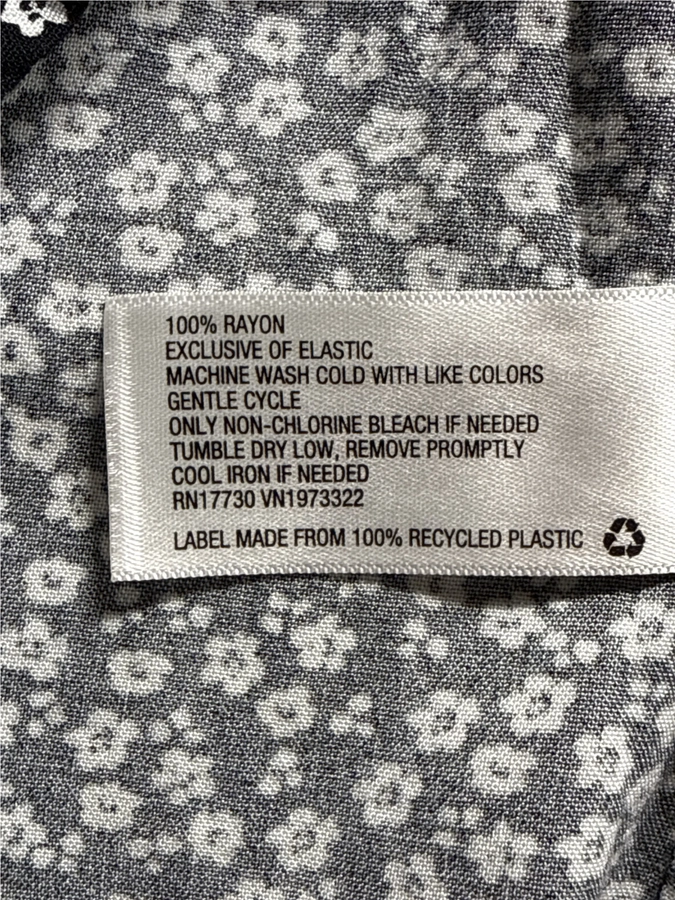 100% RAYON
EXCLUSIVE OF ELASTIC
MACHINE WASH COLD WITH LIKE COLORS
GENTLE CYCLE
ONLY NON-CHLORINE BLEACH IF NEEDED
TUMBLE DRY LOW, REMOVE PROMPTLY
COOL IRON IF NEEDED
RN17730 VN1973322
LABEL MADE FROM 100% RECYCLED PLASTIC